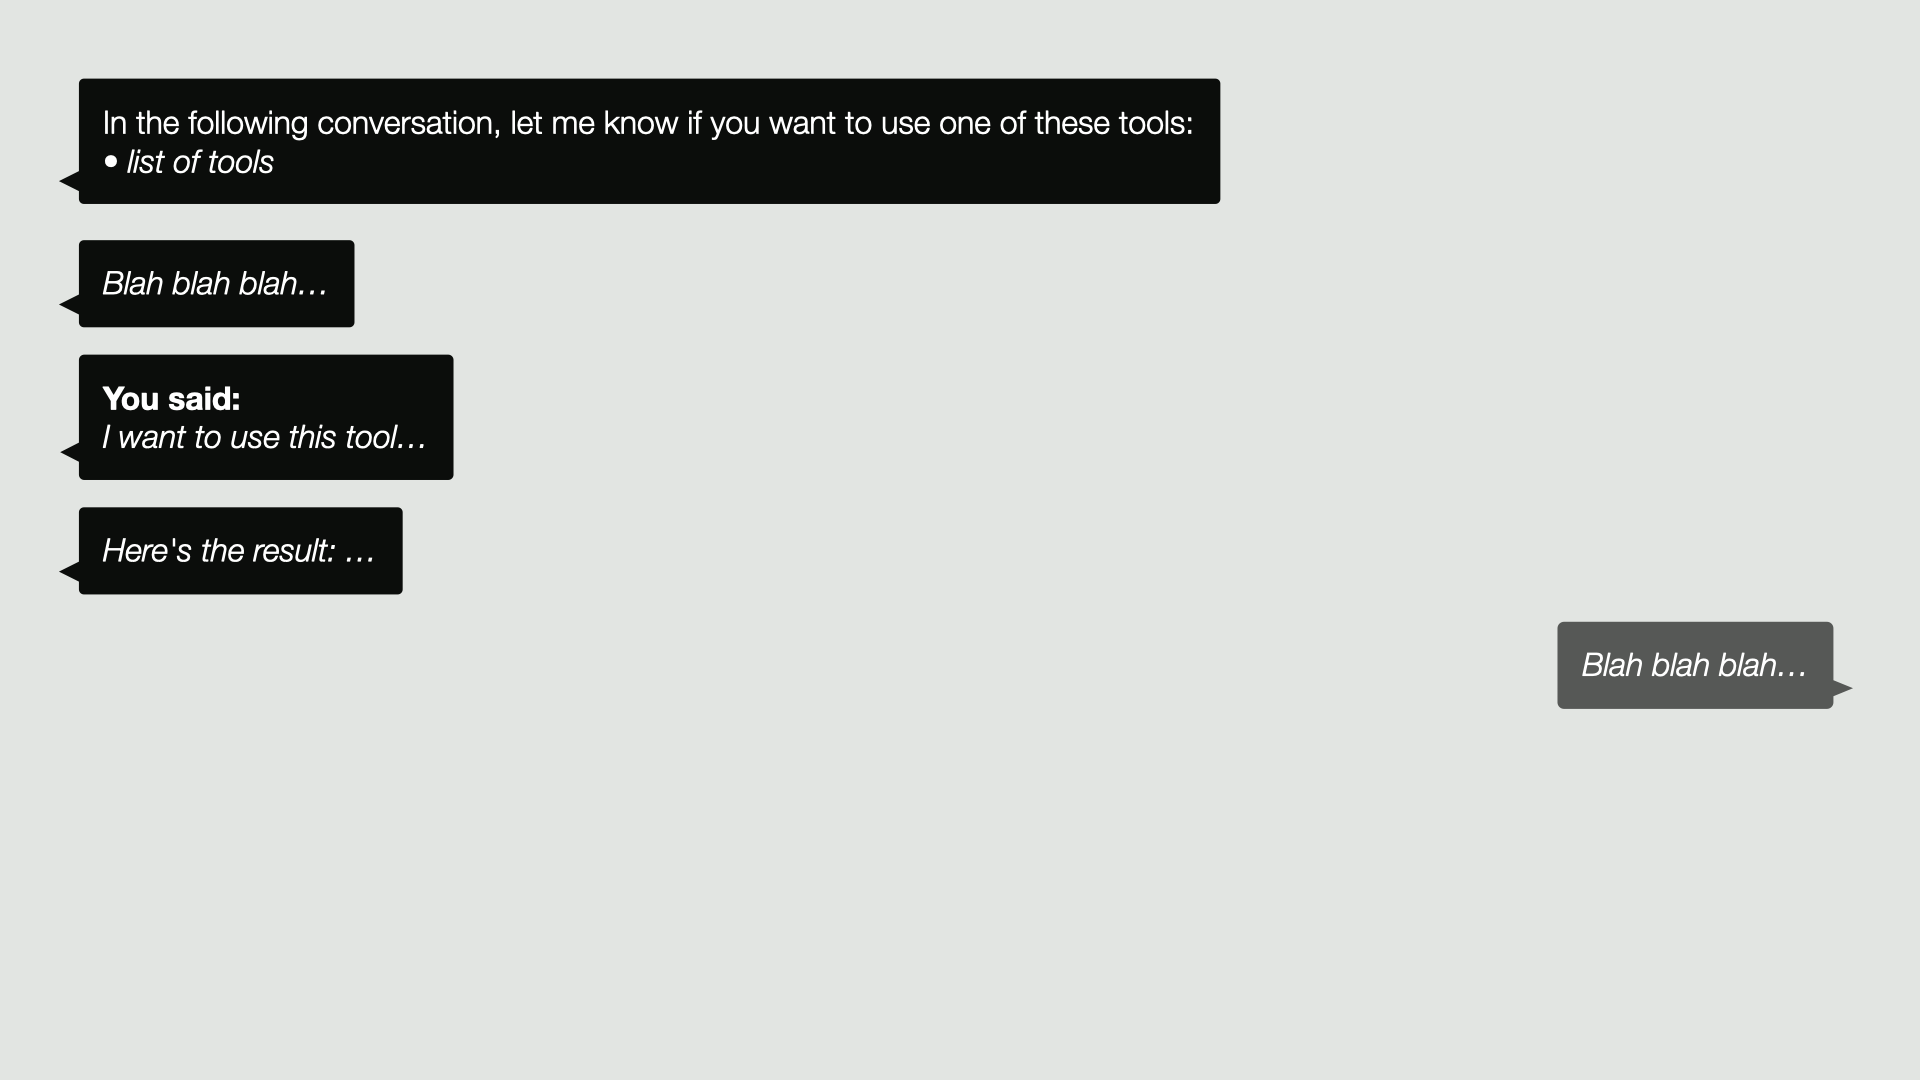 In the following conversation, let me know if you want to use one of these tools:
• list of tools
Blah blah blah…
You said:
I want to use this tool…
Here's the result: …
Blah blah blah…